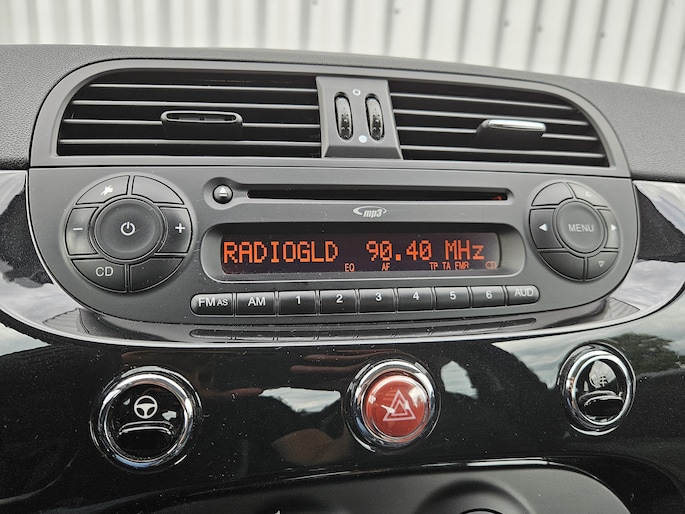 mp3
RADIOGLD 90.40 MHz
EQ AF TP TA FMR CD
MENU
CD
FM AS AM 1 2 3 4 5 6 AUD